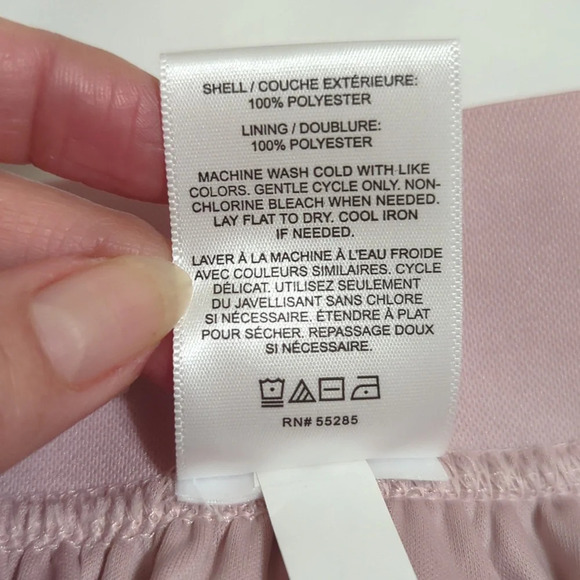 SHELL / COUCHE EXTÉRIEURE:
100% POLYESTER
LINING / DOUBLURE:
100% POLYESTER
MACHINE WASH COLD WITH LIKE
COLORS. GENTLE CYCLE ONLY. NON-
CHLORINE BLEACH WHEN NEEDED.
LAY FLAT TO DRY. COOL IRON
IF NEEDED.
LAVER À LA MACHINE À L'EAU FROIDE
AVEC COULEURS SIMILAIRES. CYCLE
DÉLICAT. UTILISEZ SEULEMENT
DU JAVELLISANT SANS CHLORE
SI NÉCESSAIRE. ÉTENDRE À PLAT
POUR SÉCHER. REPASSAGE DOUX
SI NÉCESSAIRE.
RN# 55285